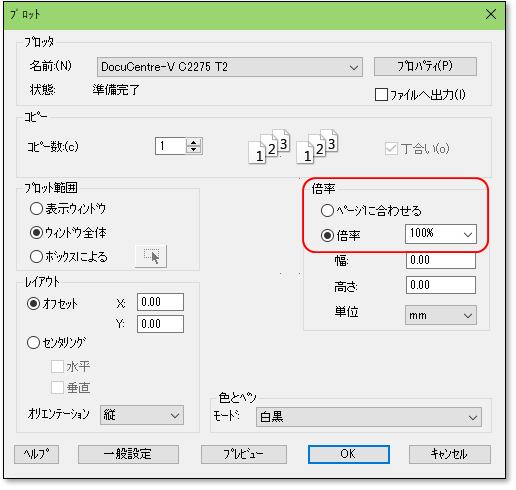 プロット
プロッタ
名前:(N) DocuCentre-V C2275 T2 プロパティ(P)
状態: 準備完了 ファイルへ出力(I)
コピー
コピー数:(c) 1 1 2 3 1 2 3 丁合い(o)
プロット範囲
表示ウィンドウ
ウィンドウ全体
ボックスによる
倍率
ページに合わせる
倍率 100%
幅: 0.00
高さ: 0.00
単位 mm
レイアウト
オフセット X: 0.00
Y: 0.00
センタリング
水平
垂直
オリエンテーション 縦
色とペン
モード: 白黒
ヘルプ 一般設定 プレビュー OK キャンセル